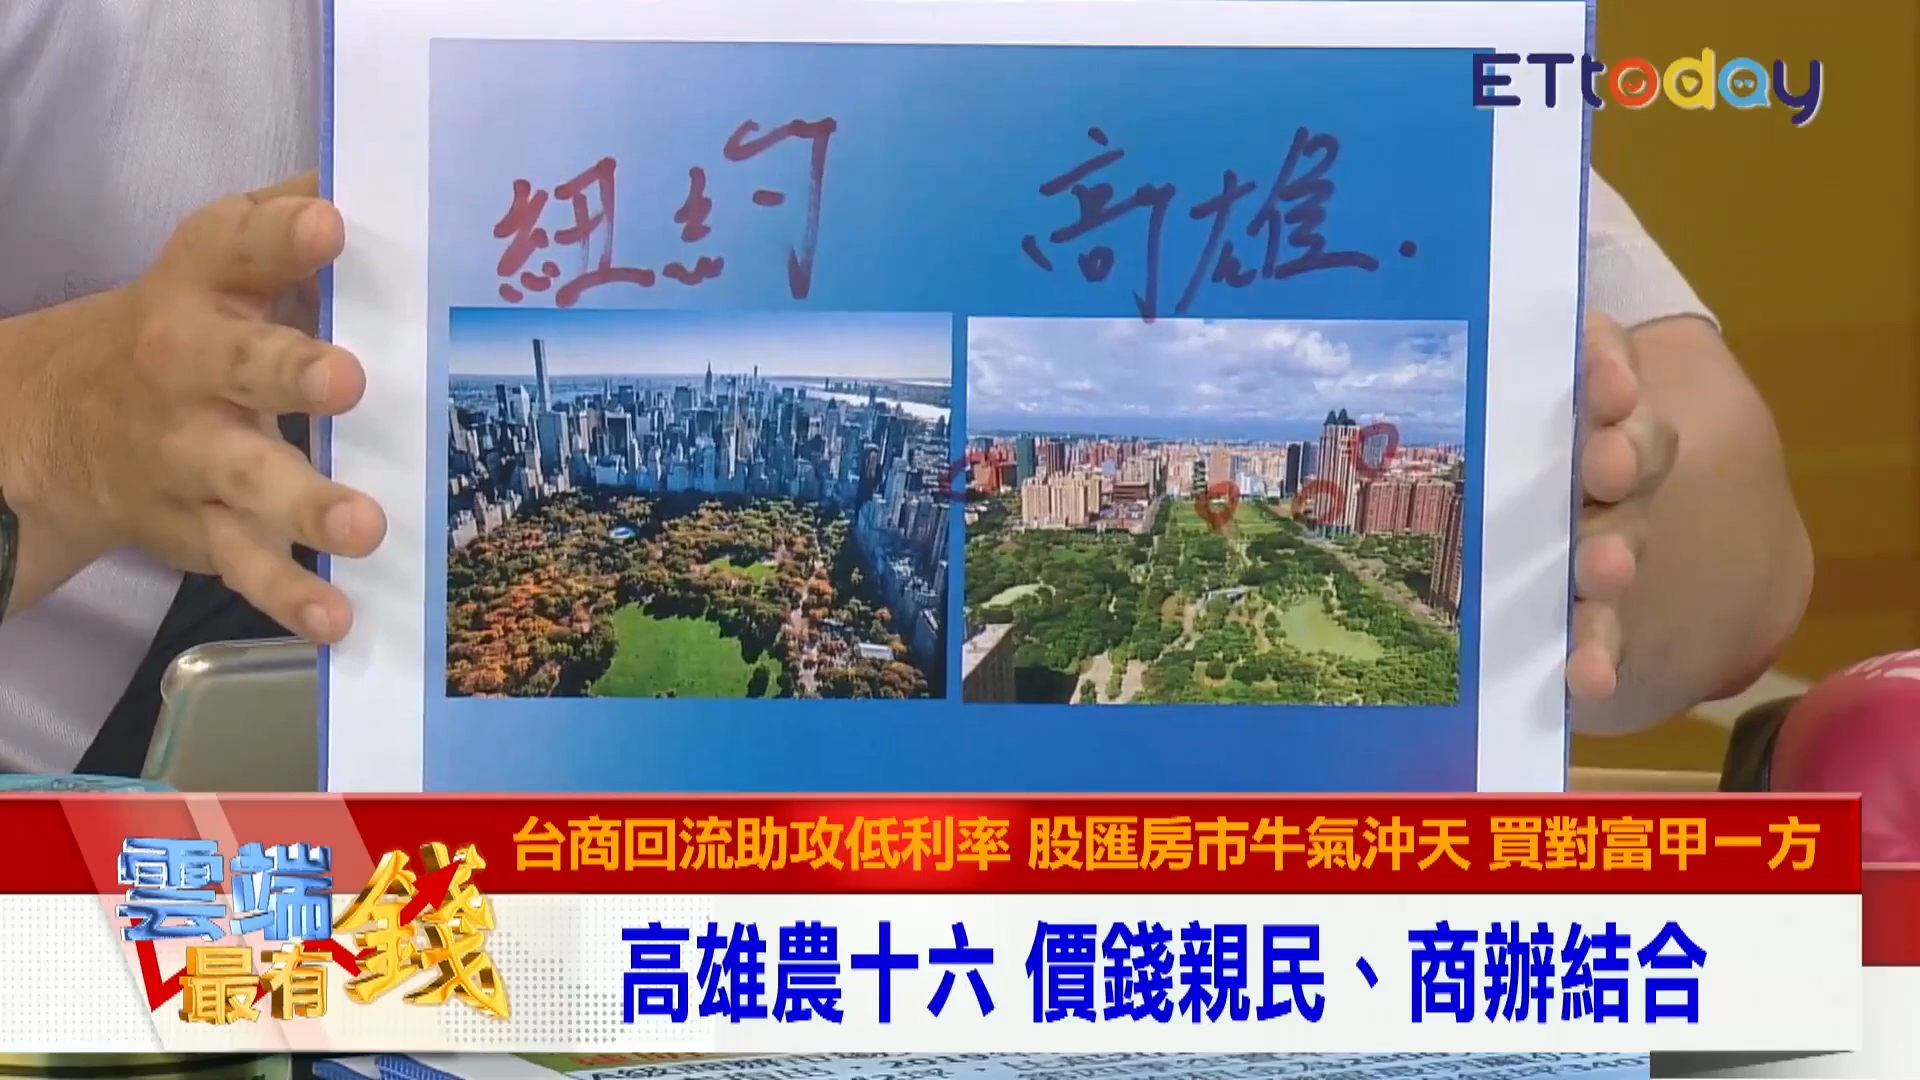 ETtoday
紐約 高雄.
台商回流助攻低利率 股匯房市牛氣沖天 買對富甲一方
雲端最有錢
高雄農十六 價錢親民、商辦結合